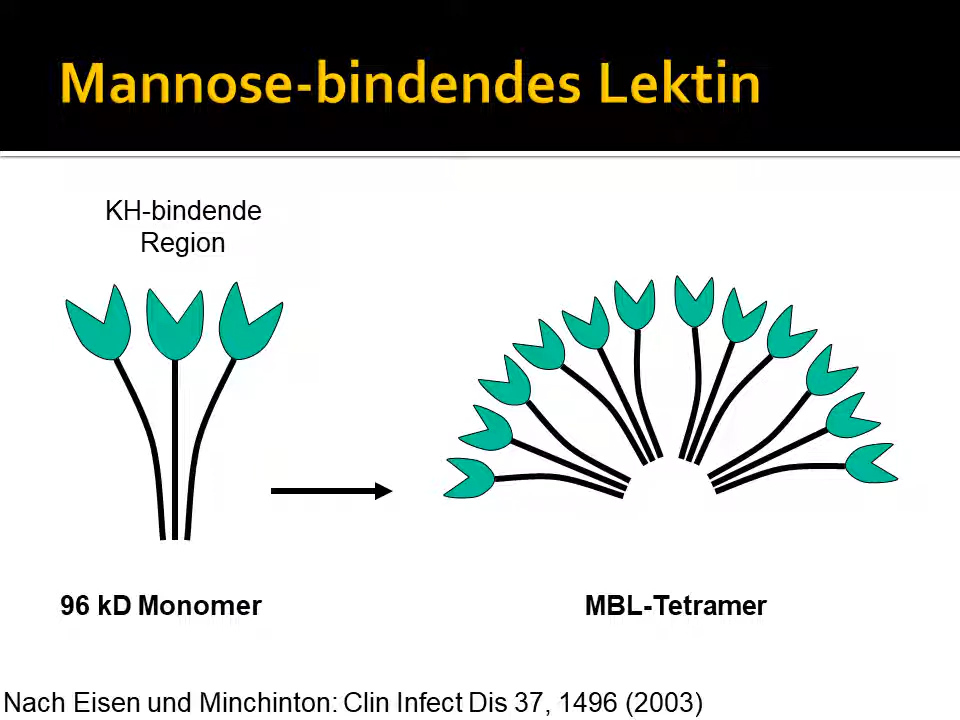 Mannose-bindendes Lektin
KH-bindende
Region
96 kD Monomer
MBL-Tetramer
Nach Eisen und Minchinton: Clin Infect Dis 37, 1496 (2003)